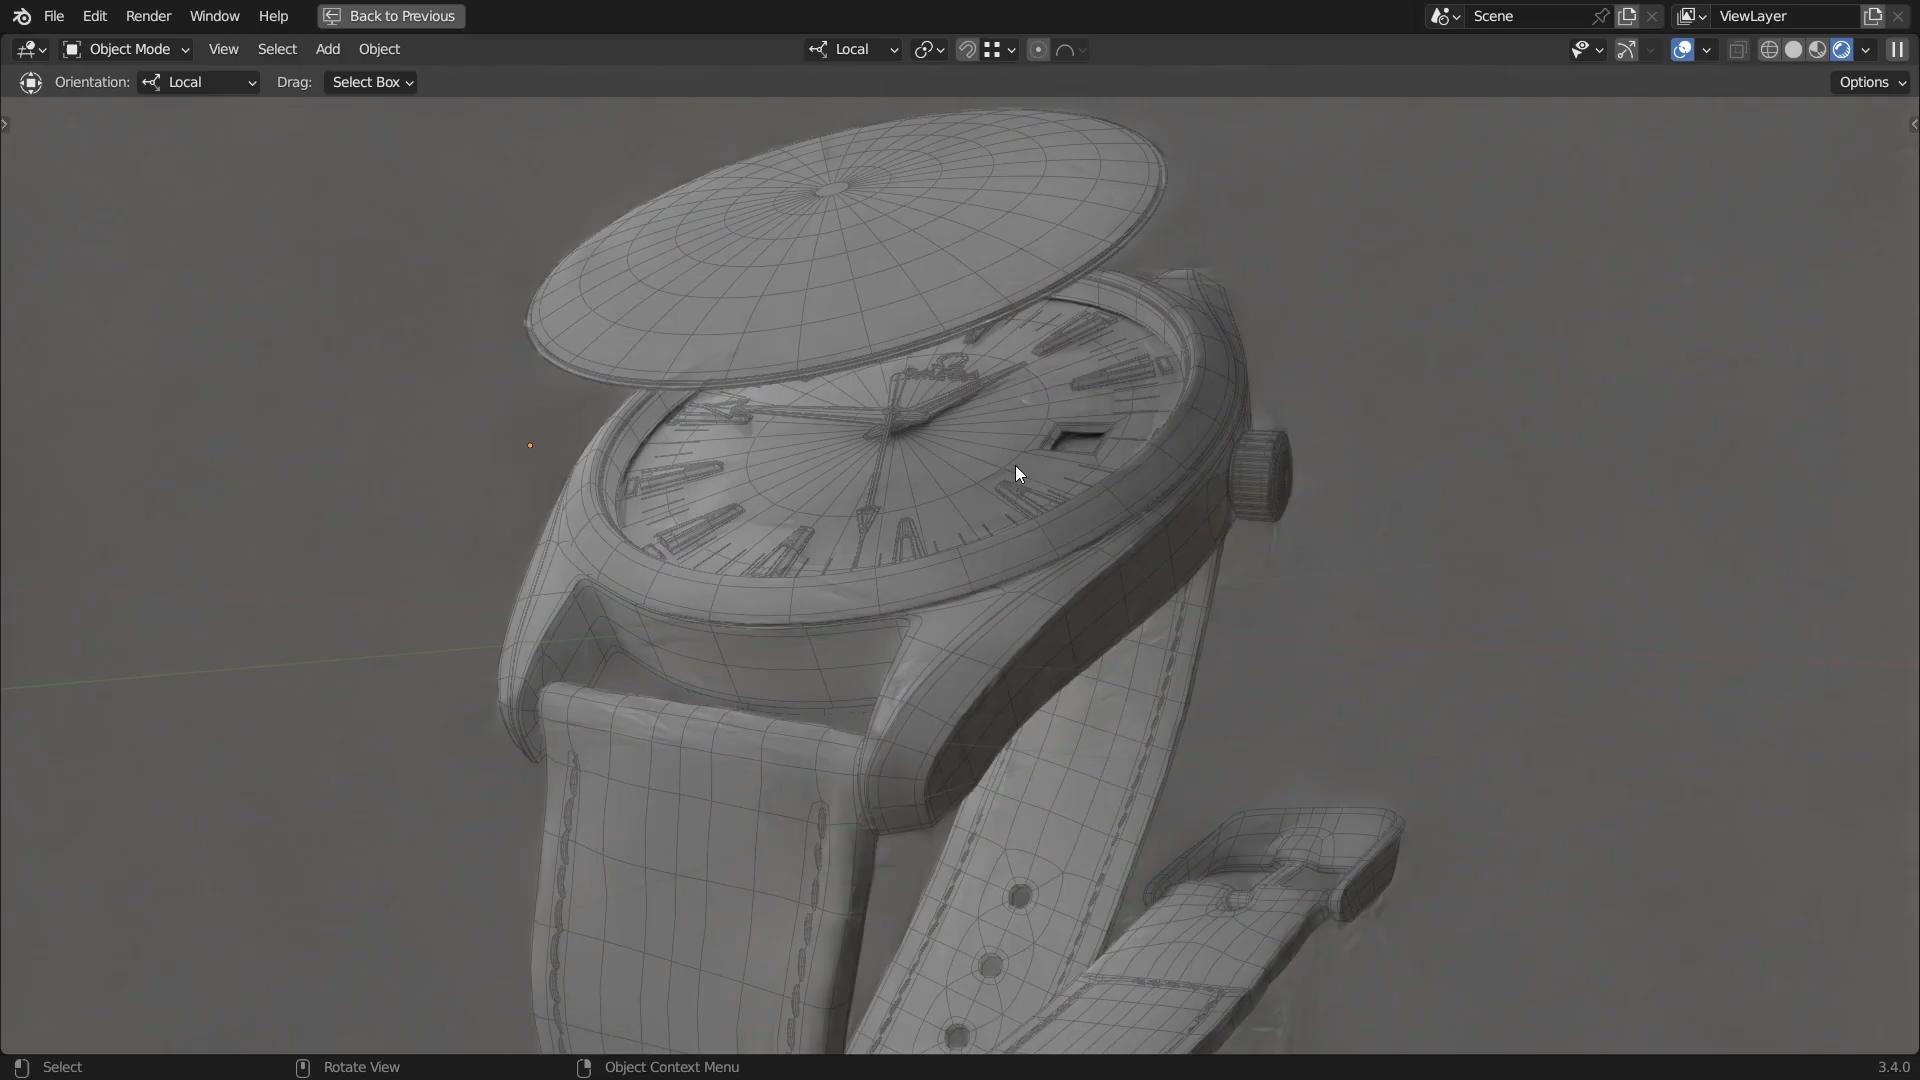 File Edit Render Window Help Back to Previous Scene ViewLayer
Object Mode View Select Add Object Local
Orientation: Local Drag: Select Box Options
Select Rotate View Object Context Menu 3.4.0